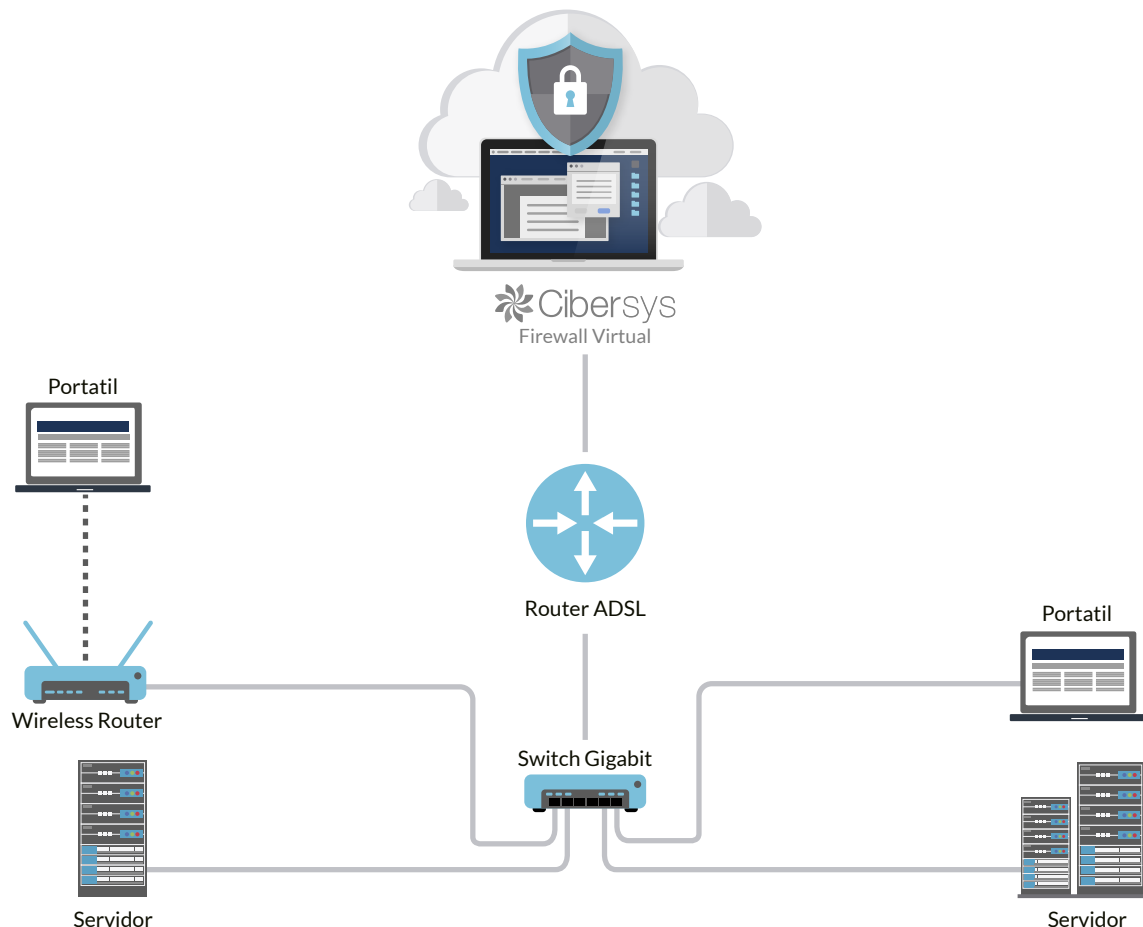 Cibersys
Firewall Virtual
Portatil
Router ADSL
Portatil
Wireless Router
Switch Gigabit
Servidor
Servidor